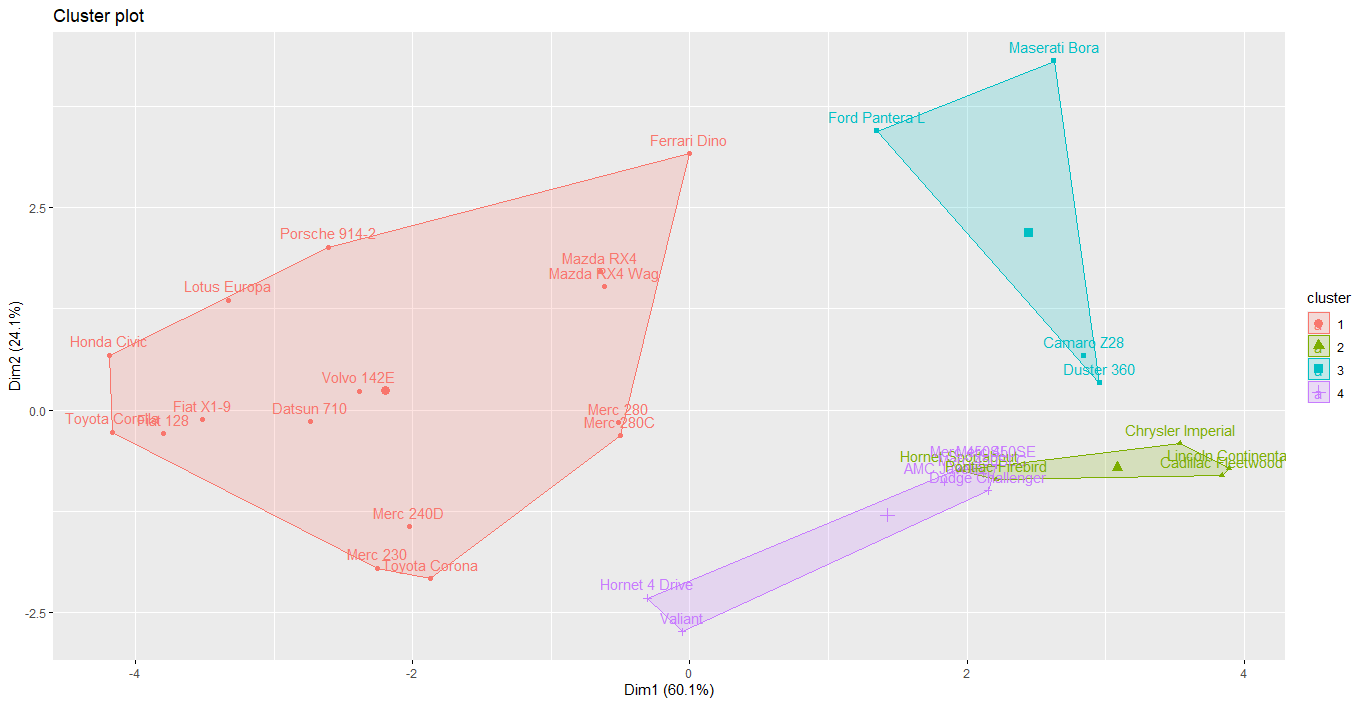 Cluster plot
Maserati Bora
Ford Pantera L
Ferrari Dino
Porsche 914-2
Mazda RX4
Mazda RX4 Wag
Lotus Europa
Honda Civic
Camaro Z28
Duster 360
Volvo 142E
Fiat X1-9
Datsun 710
Toyota Corolla
Fiat 128
Merc 280
Merc 280C
Chrysler Imperial
Lincoln Continenta
Cadillac Fleetwood
Hornet Sportabout
Pontiac Firebird
AMC
Dodge Challenger
Merc 240D
Merc 230
Toyota Corona
Hornet 4 Drive
Valiant
2.5
0.0
-2.5
-4
-2
0
2
4
Dim1 (60.1%)
Dim2 (24.1%)
cluster
1
2
3
4